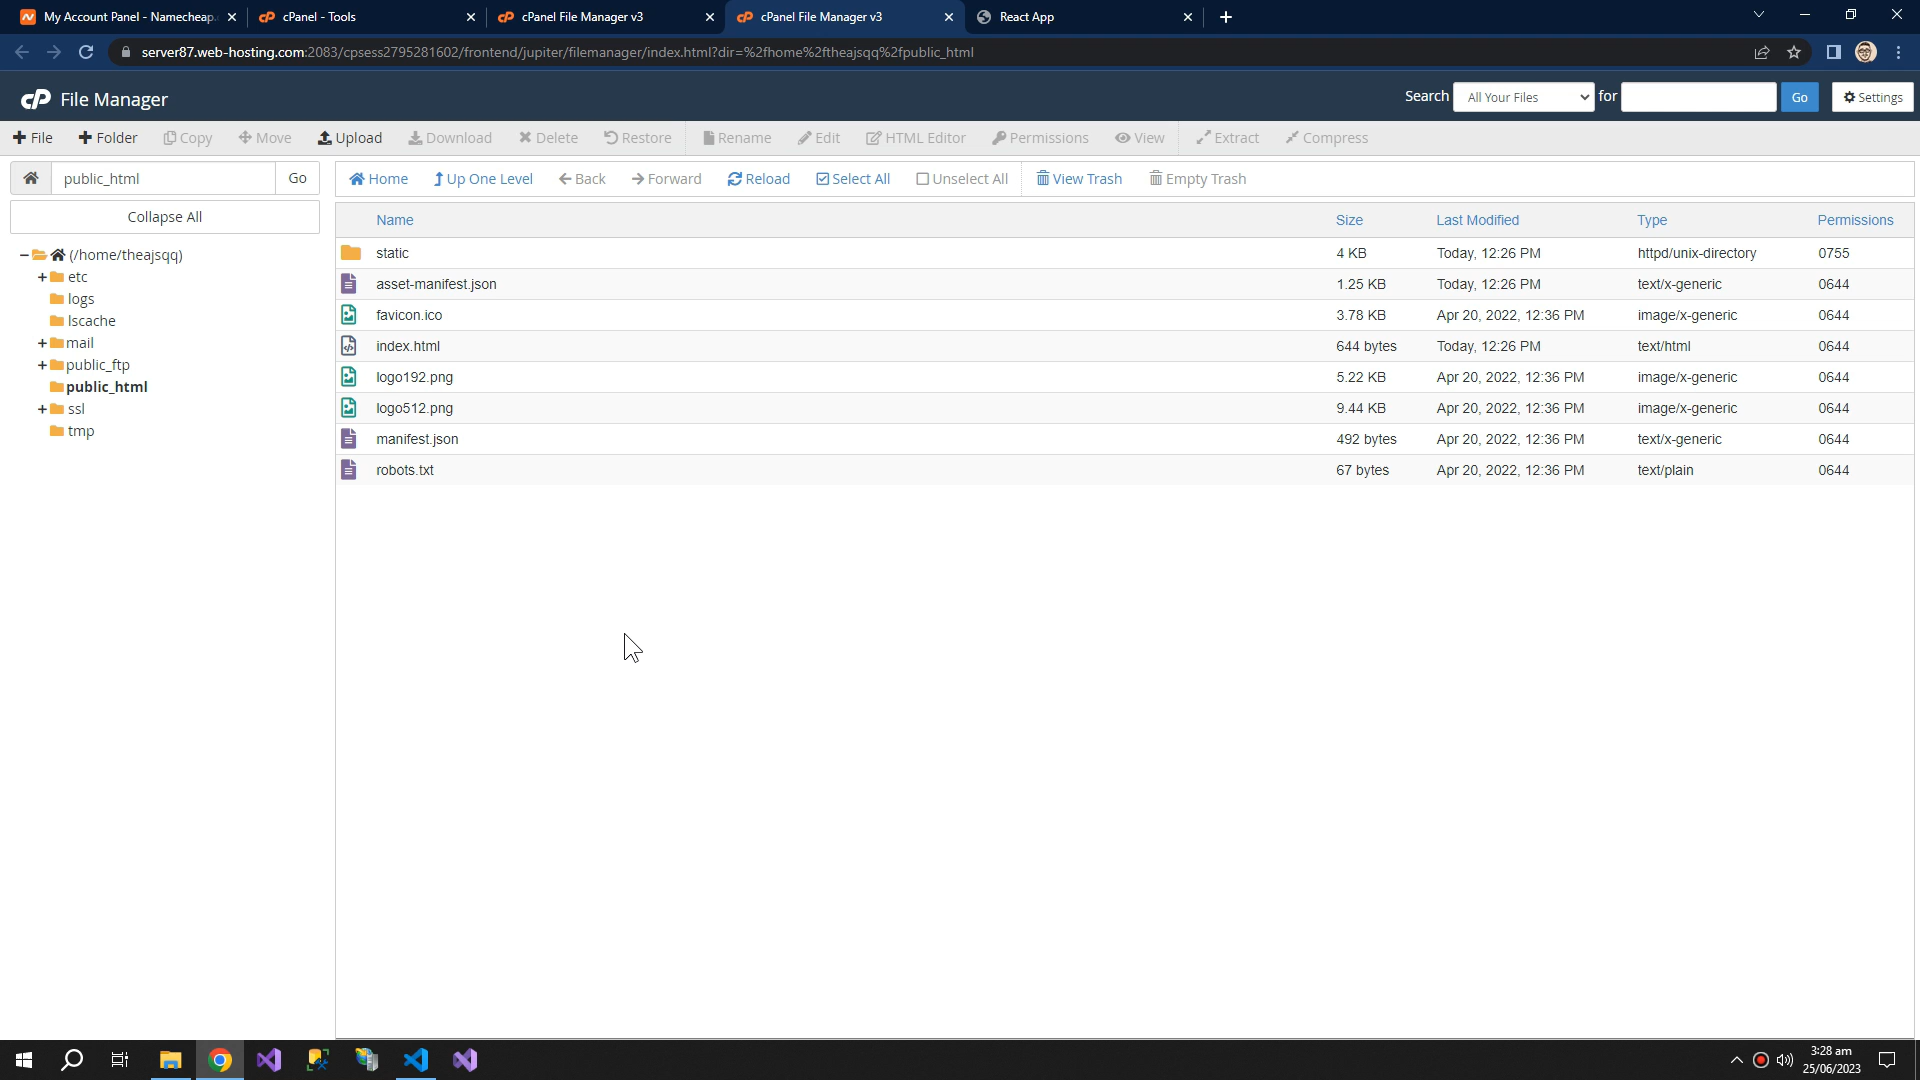 My Account Panel - Namecheap.
cPanel - Tools
cPanel File Manager v3
cPanel File Manager v3
React App
server87.web-hosting.com:2083/cpsess2795281602/frontend/jupiter/filemanager/index.html?dir=%2fhome%2ftheajsqq%2fpublic_html
cP File Manager
Search All Your Files for Go Settings
File Folder Copy Move Upload Download Delete Restore Rename Edit HTML Editor Permissions View Extract Compress
public_html Go
Home Up One Level Back Forward Reload Select All Unselect All View Trash Empty Trash
Collapse All
(/home/theajsqq)
etc
logs
lscache
mail
public_ftp
public_html
ssl
tmp
Name Size Last Modified Type Permissions
static 4 KB Today, 12:26 PM httpd/unix-directory 0755
asset-manifest.json 1.25 KB Today, 12:26 PM text/x-generic 0644
favicon.ico 3.78 KB Apr 20, 2022, 12:36 PM image/x-generic 0644
index.html 644 bytes Today, 12:26 PM text/html 0644
logo192.png 5.22 KB Apr 20, 2022, 12:36 PM image/x-generic 0644
logo512.png 9.44 KB Apr 20, 2022, 12:36 PM image/x-generic 0644
manifest.json 492 bytes Apr 20, 2022, 12:36 PM text/x-generic 0644
robots.txt 67 bytes Apr 20, 2022, 12:36 PM text/plain 0644
3:28 am
25/06/2023